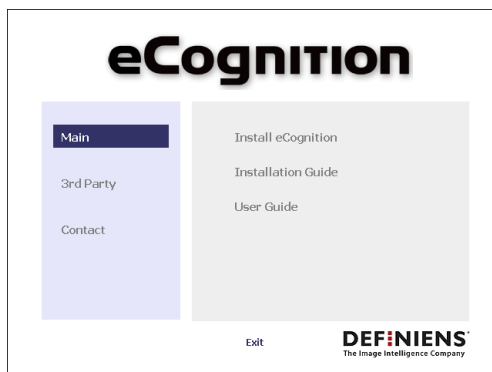 eCognition
Main
3rd Party
Contact
Install eCognition
Installation Guide
User Guide
Exit
DEFINIENS
The Image Intelligence Company